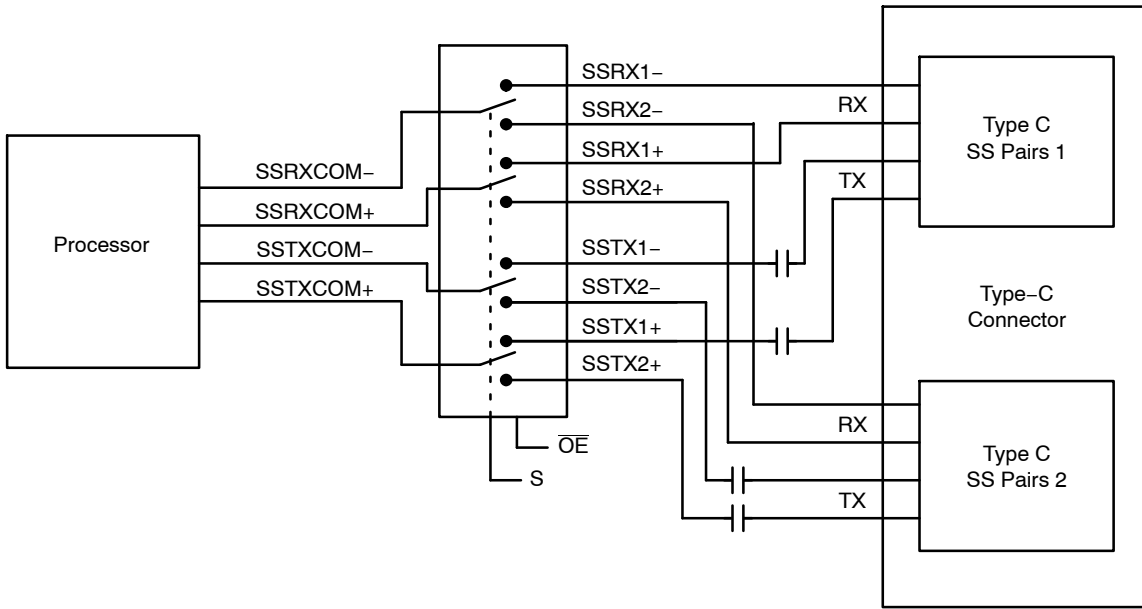 Processor
SSRXCOM−
SSRXCOM+
SSTXCOM−
SSTXCOM+
SSRX1−
SSRX2−
SSRX1+
SSRX2+
SSTX1−
SSTX2−
SSTX1+
SSTX2+
OE
S
RX
TX
Type C
SS Pairs 1
Type−C
Connector
RX
TX
Type C
SS Pairs 2